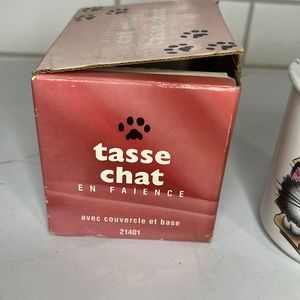 tasse
chat
EN FAIENCE
avec couvercle et base
21401